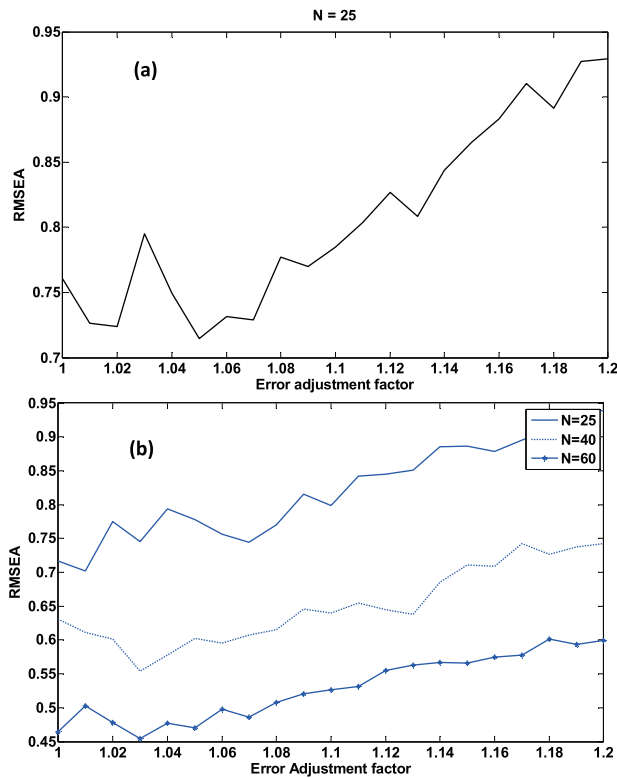 N = 25
(a)
0.95
0.9
0.85
0.8
0.75
0.7
RMSEA
1 1.02 1.04 1.06 1.08 1.1 1.12 1.14 1.16 1.18 1.2
Error adjustment factor
(b)
0.95
0.9
0.85
0.8
0.75
0.7
0.65
0.6
0.55
0.5
0.45
RMSEA
N=25
N=40
N=60
1 1.02 1.04 1.06 1.08 1.1 1.12 1.14 1.16 1.18 1.2
Error Adjustment factor